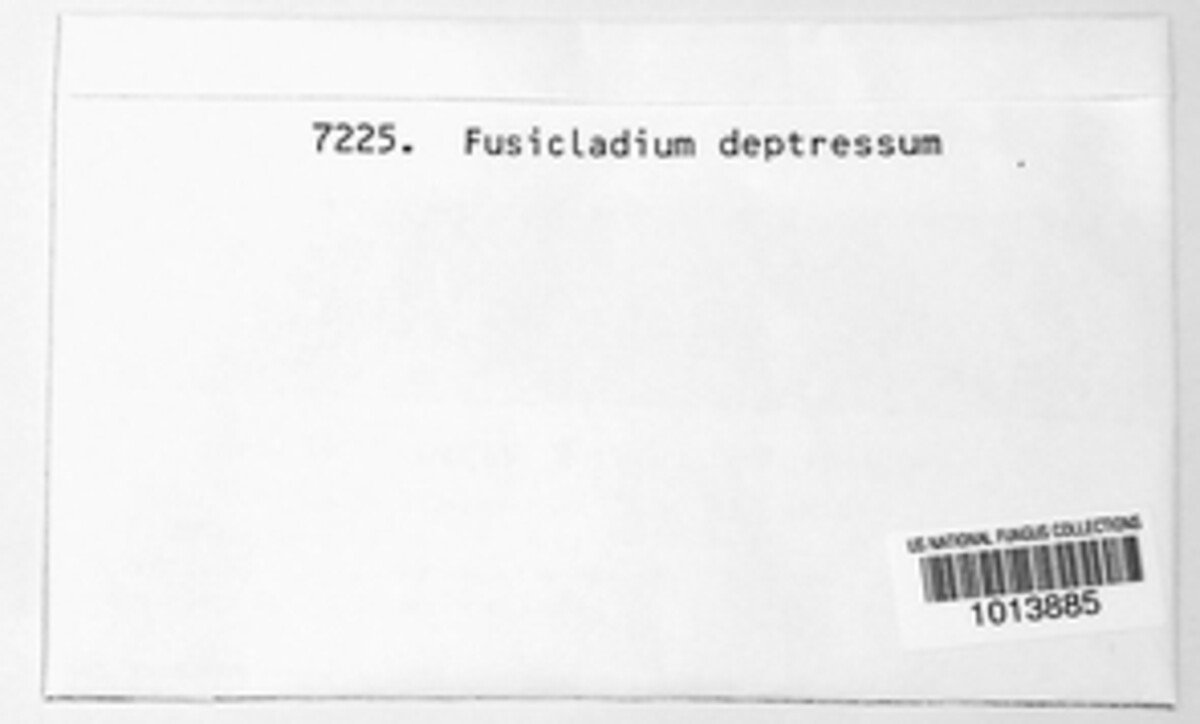 7225. Fusicladium deptressum
US NATIONAL FUNGUS COLLECTIONS
1013885